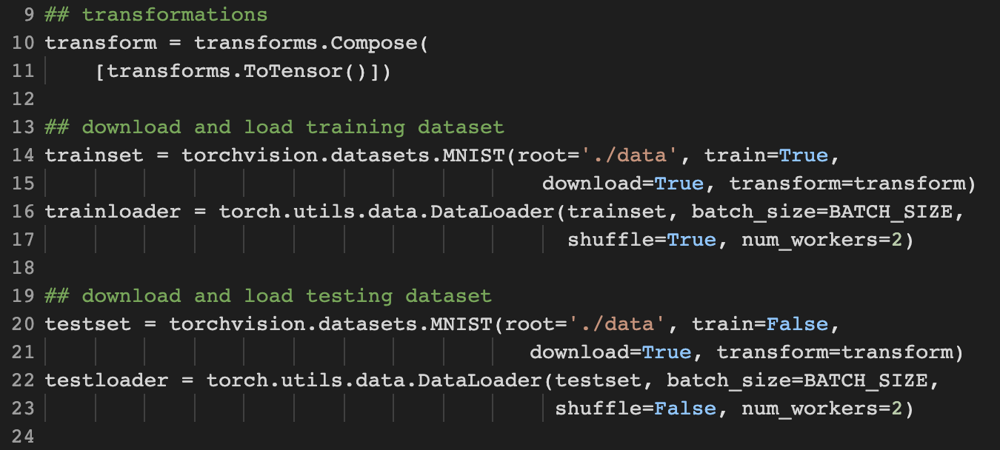 9 ## transformations
10 transform = transforms.Compose(
11     [transforms.ToTensor()])
12
13 ## download and load training dataset
14 trainset = torchvision.datasets.MNIST(root='./data', train=True,
15                                         download=True, transform=transform)
16 trainloader = torch.utils.data.DataLoader(trainset, batch_size=BATCH_SIZE,
17                                           shuffle=True, num_workers=2)
18
19 ## download and load testing dataset
20 testset = torchvision.datasets.MNIST(root='./data', train=False,
21                                        download=True, transform=transform)
22 testloader = torch.utils.data.DataLoader(testset, batch_size=BATCH_SIZE,
23                                          shuffle=False, num_workers=2)
24